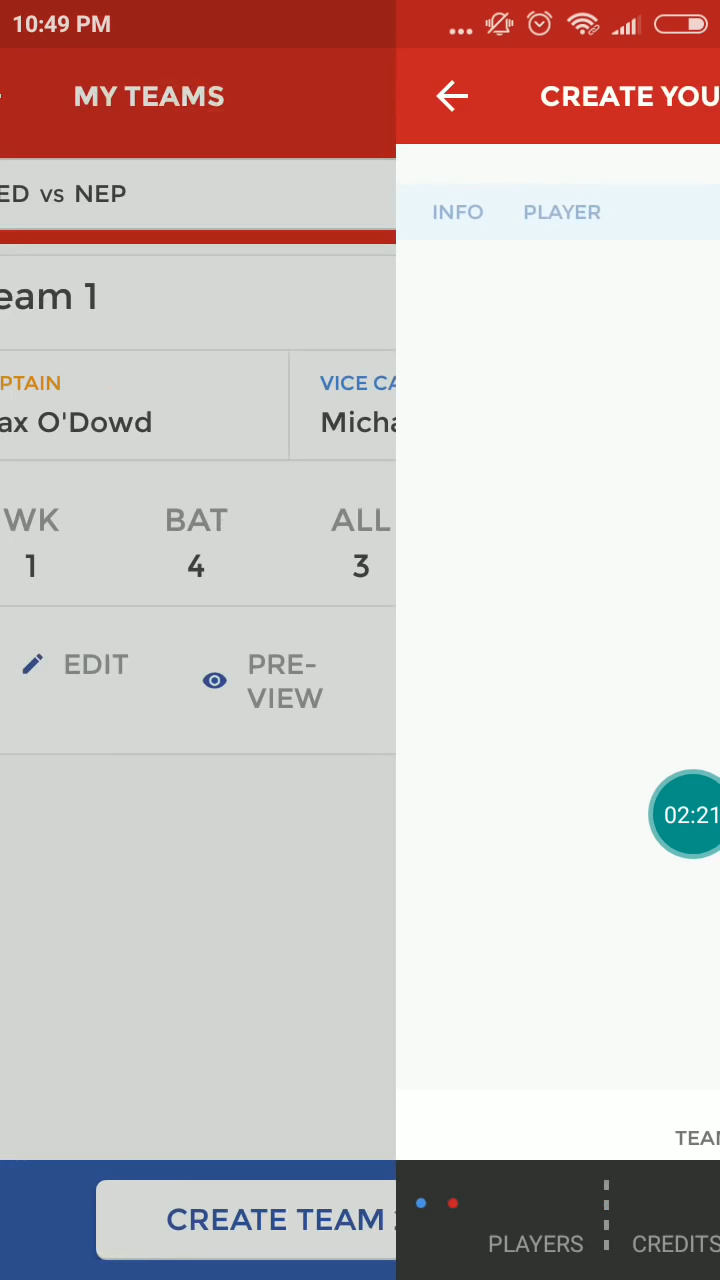 10:49 PM
MY TEAMS
CREATE YOU
ED vs NEP
INFO PLAYER
eam 1
PTAIN
VICE CA
ax O'Dowd
Micha
WK BAT ALL
1 4 3
EDIT
PRE-
VIEW
02:21
TEAM
CREATE TEAM
PLAYERS
CREDITS